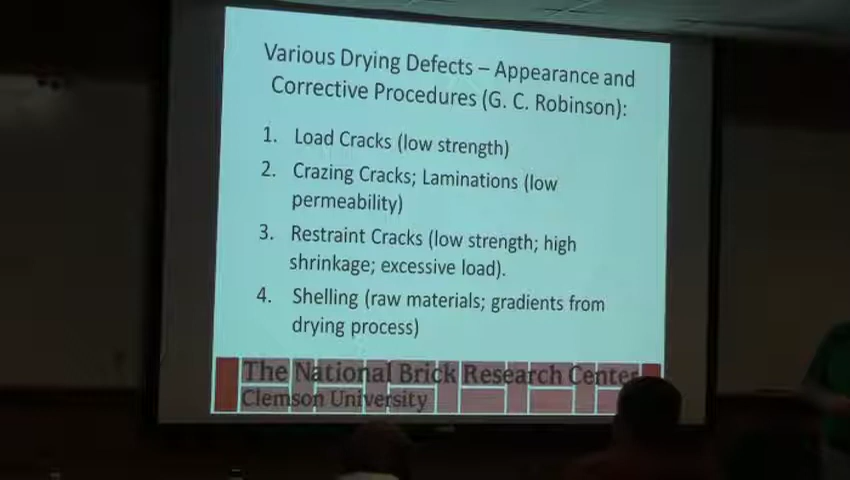 Various Drying Defects – Appearance and
Corrective Procedures (G. C. Robinson):
1. Load Cracks (low strength)
2. Crazing Cracks; Laminations (low
permeability)
3. Restraint Cracks (low strength; high
shrinkage; excessive load).
4. Shelling (raw materials; gradients from
drying process)
The National Brick Research Center
Clemson University